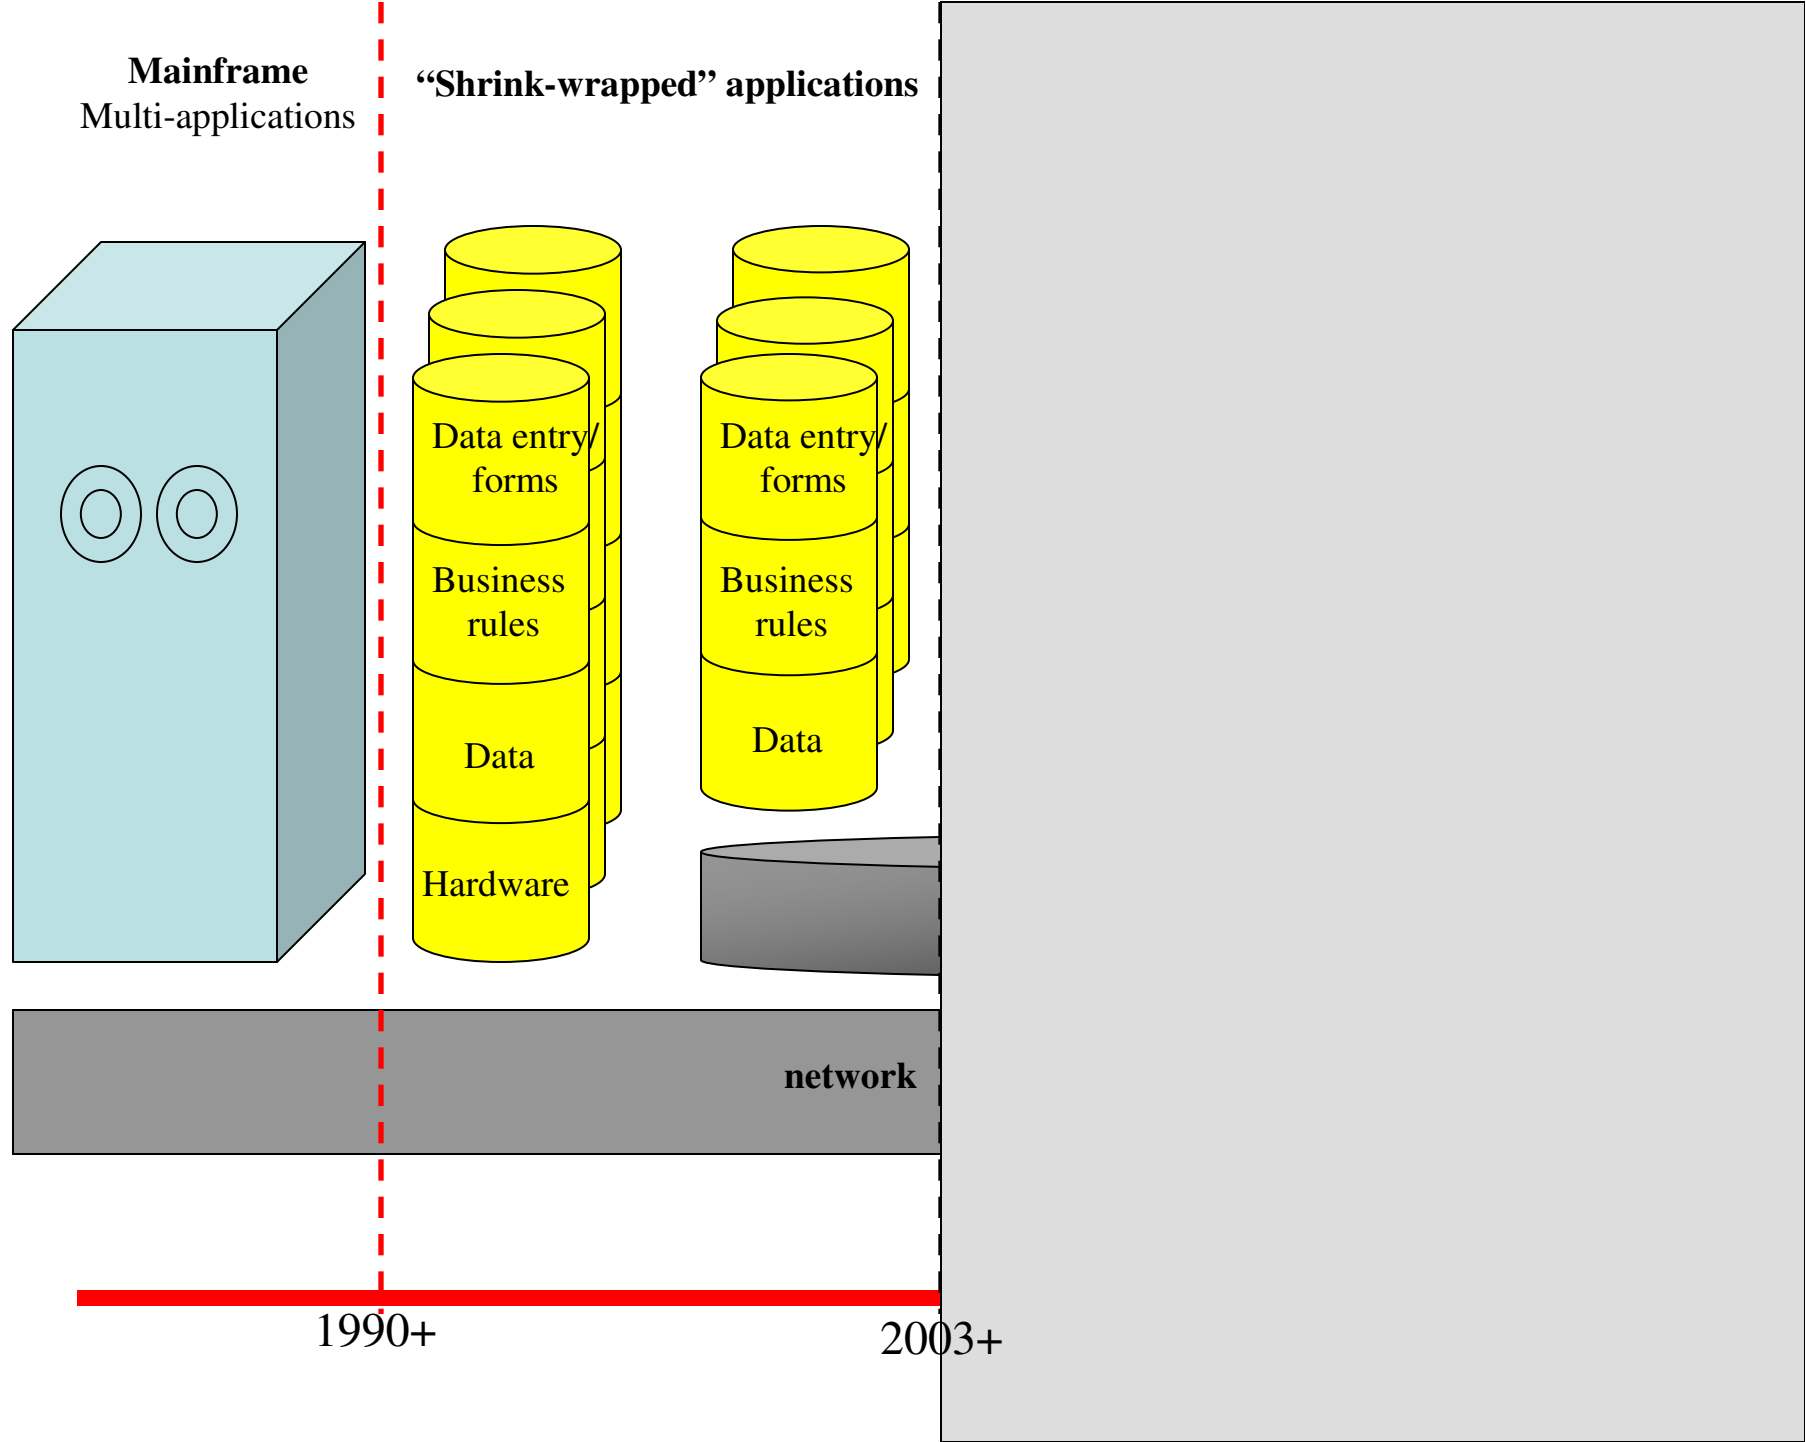 Mainframe
Multi-applications
“Shrink-wrapped” applications
Data entry/
forms
Business
rules
Data
Hardware
Data entry/
forms
Business
rules
Data
network
1990+
2003+